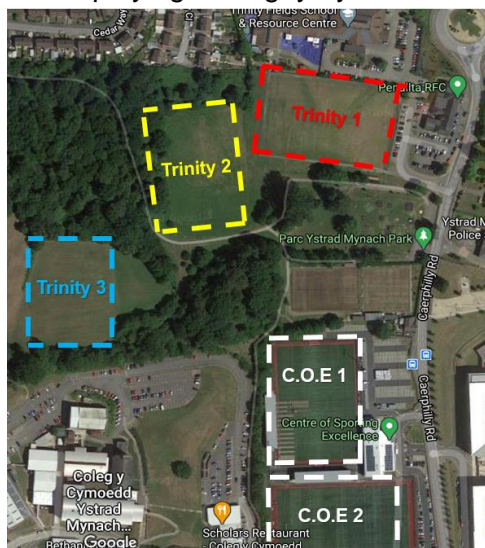 Cedar Way
Trinity Fields School
& Resource Centre
Penallta RFC
Trinity 1
Trinity 2
Parc Ystrad Mynach Park
Ystrad M
Police
Caerphilly Rd
Trinity 3
C.O.E 1
Caerphilly Rd
Centre of Sporting
Excellence
Coleg y
Cymoedd
Ystrad
Mynach...
C.O.E 2
Google
Scholars Restaurant
- Coleg y Cymoedd